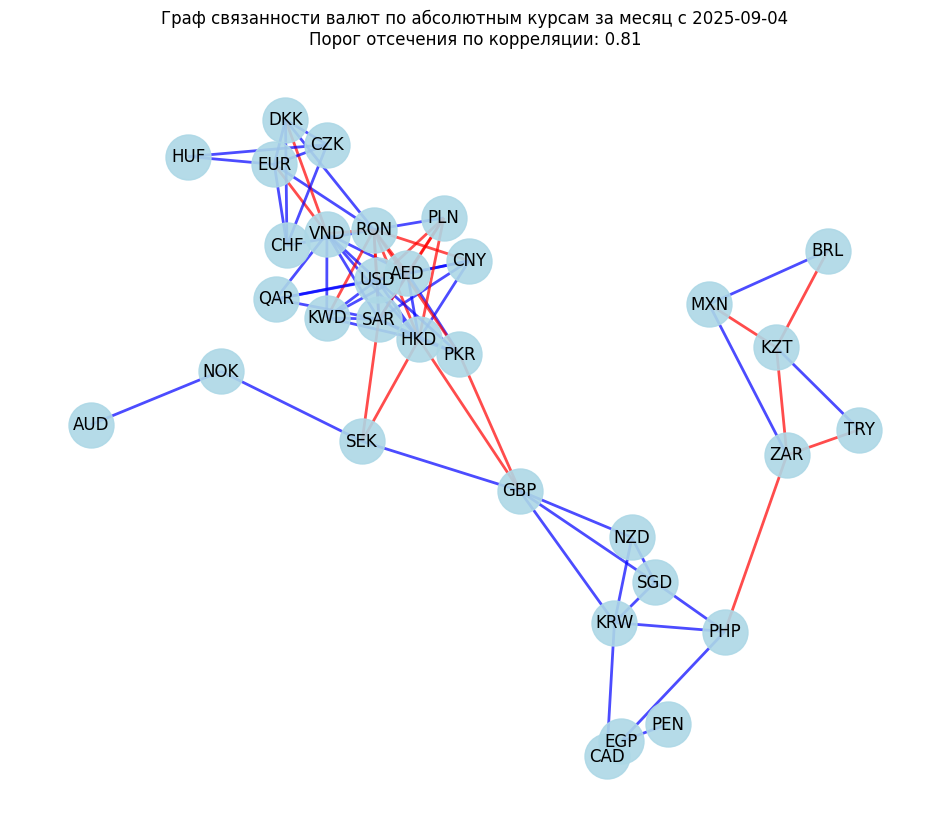 Граф связанности валют по абсолютным курсам за месяц с 2025-09-04
Порог отсечения по корреляции: 0.81
DKK
CZK
HUF
EUR
PLN
RON
VND
CHF
BRL
CNY
AED
USD
QAR
MXN
KWD
SAR
HKD
KZT
PKR
NOK
AUD
TRY
SEK
ZAR
GBP
NZD
SGD
KRW
PHP
PEN
EGP
CAD